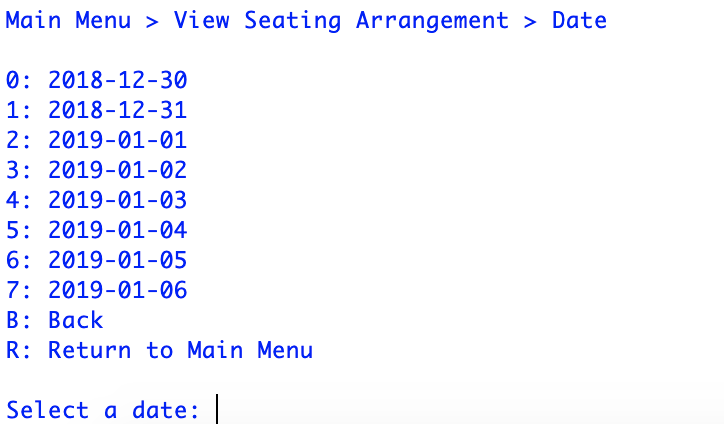 Main Menu > View Seating Arrangement > Date
0: 2018-12-30
1: 2018-12-31
2: 2019-01-01
3: 2019-01-02
4: 2019-01-03
5: 2019-01-04
6: 2019-01-05
7: 2019-01-06
B: Back
R: Return to Main Menu
Select a date: